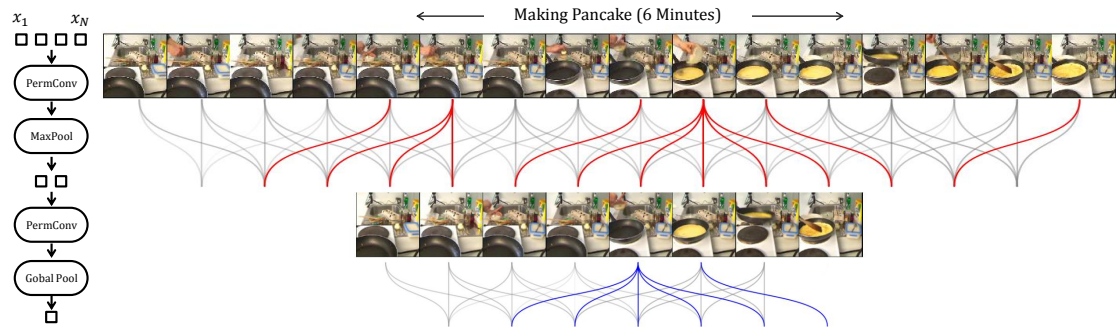 x1 xN
Making Pancake (6 Minutes)
PermConv
MaxPool
PermConv
Gobal Pool